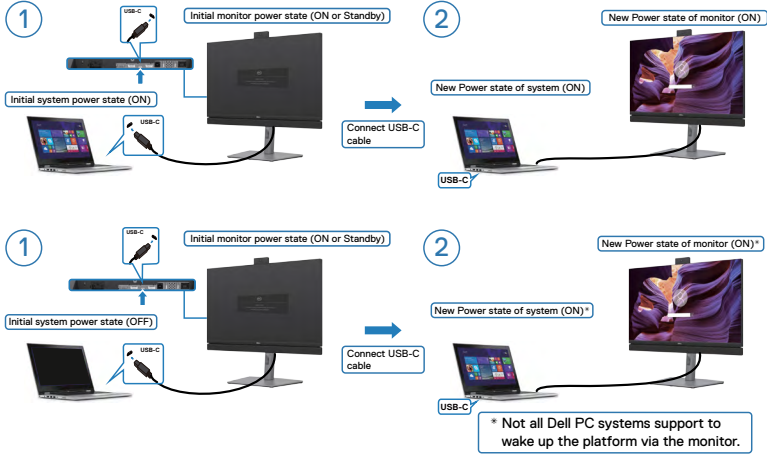 1
USB-C
Initial monitor power state (ON or Standby)
Initial system power state (ON)
USB-C
Connect USB-C
cable
2
New Power state of monitor (ON)
New Power state of system (ON)
USB-C
1
USB-C
Initial monitor power state (ON or Standby)
Initial system power state (OFF)
USB-C
Connect USB-C
cable
2
New Power state of monitor (ON)*
New Power state of system (ON)*
USB-C
* Not all Dell PC systems support to
wake up the platform via the monitor.